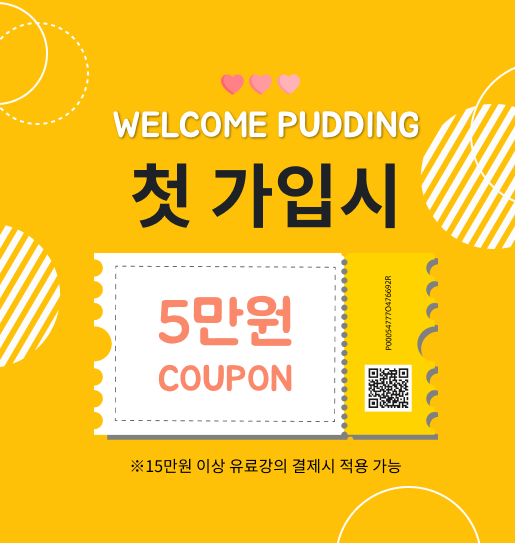 WELCOME PUDDING
첫 가입시
5만원
COUPON
P00054777O476692R
※15만원 이상 유료강의 결제시 적용 가능